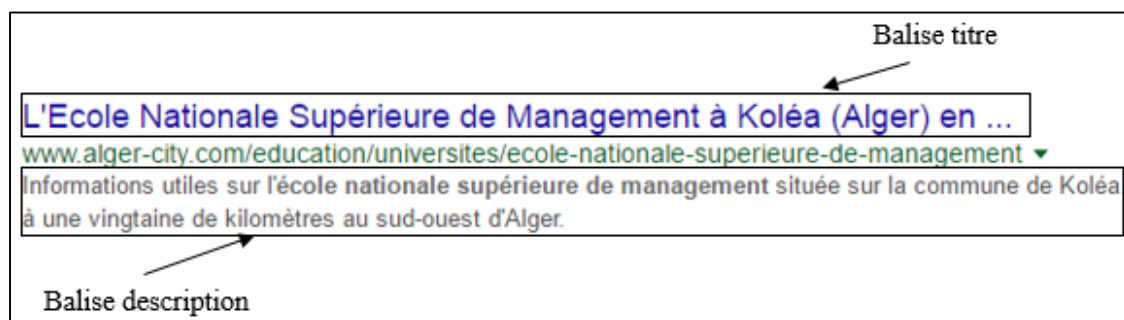 Balise titre
L'Ecole Nationale Supérieure de Management à Koléa (Alger) en ...
www.alger-city.com/education/universites/ecole-nationale-superieure-de-management
Informations utiles sur l'école nationale supérieure de management située sur la commune de Koléa
à une vingtaine de kilomètres au sud-ouest d'Alger.
Balise description